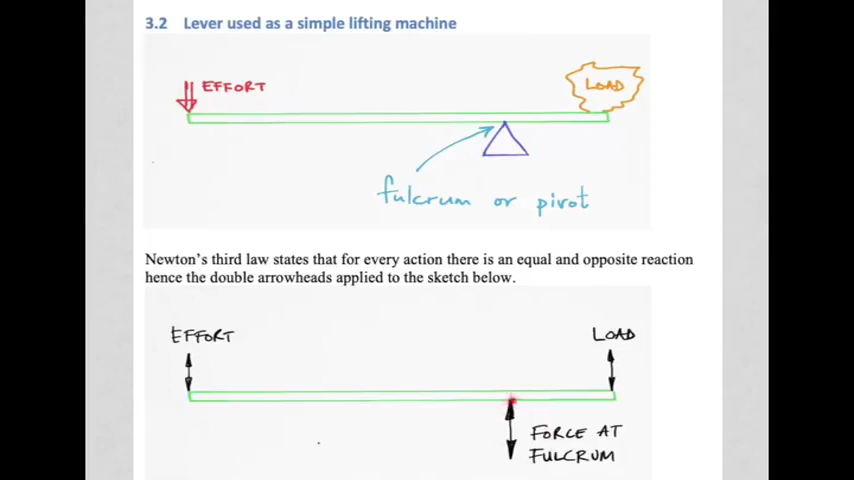 3.2 Lever used as a simple lifting machine
EFFORT
LOAD
fulcrum or pivot
Newton's third law states that for every action there is an equal and opposite reaction
hence the double arrowheads applied to the sketch below.
EFFORT
LOAD
FORCE AT
FULCRUM